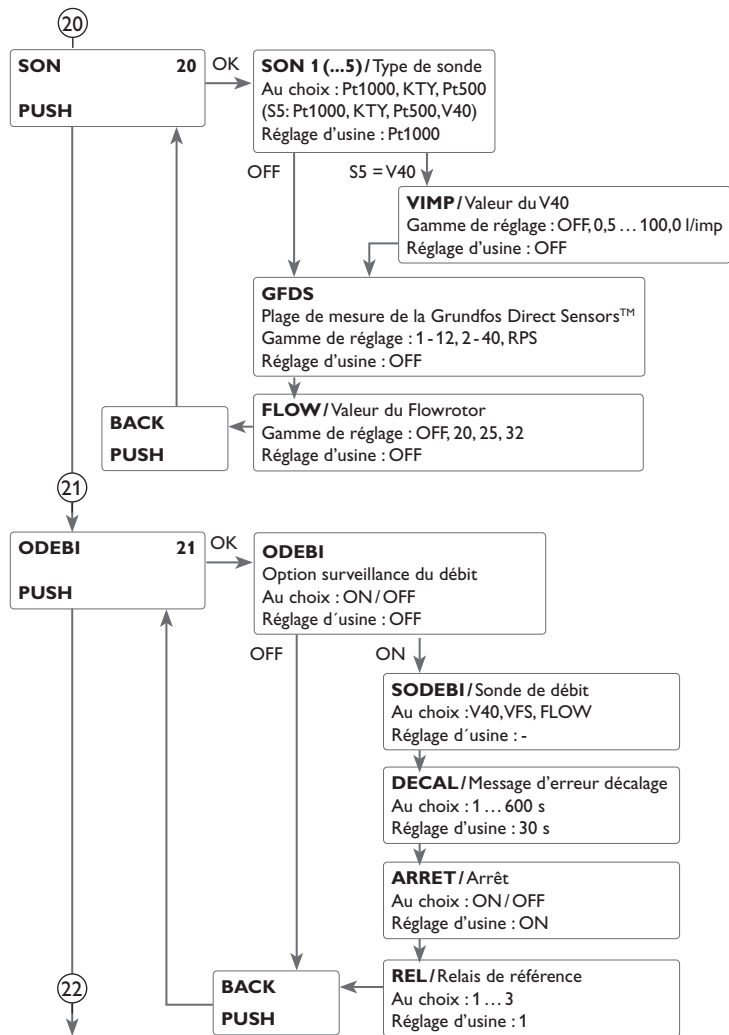 20
SON 20
PUSH
OK
SON 1 (...5) / Type de sonde
Au choix : Pt1000, KTY, Pt500
(S5: Pt1000, KTY, Pt500, V40)
Réglage d'usine : Pt1000
OFF
S5 = V40
VIMP / Valeur du V40
Gamme de réglage : OFF, 0,5 … 100,0 l/imp
Réglage d'usine : OFF
GFDS
Plage de mesure de la Grundfos Direct Sensors™
Gamme de réglage : 1 - 12, 2 - 40, RPS
Réglage d'usine : OFF
FLOW / Valeur du Flowrotor
Gamme de réglage : OFF, 20, 25, 32
Réglage d'usine : OFF
BACK
PUSH
21
ODEBI 21
PUSH
OK
ODEBI
Option surveillance du débit
Au choix : ON / OFF
Réglage d´usine : OFF
OFF
ON
SODEBI / Sonde de débit
Au choix : V40, VFS, FLOW
Réglage d´usine : -
DECAL / Message d'erreur décalage
Au choix : 1 … 600 s
Réglage d'usine : 30 s
ARRET / Arrêt
Au choix : ON / OFF
Réglage d'usine : ON
REL / Relais de référence
Au choix : 1 … 3
Réglage d'usine : 1
BACK
PUSH
22